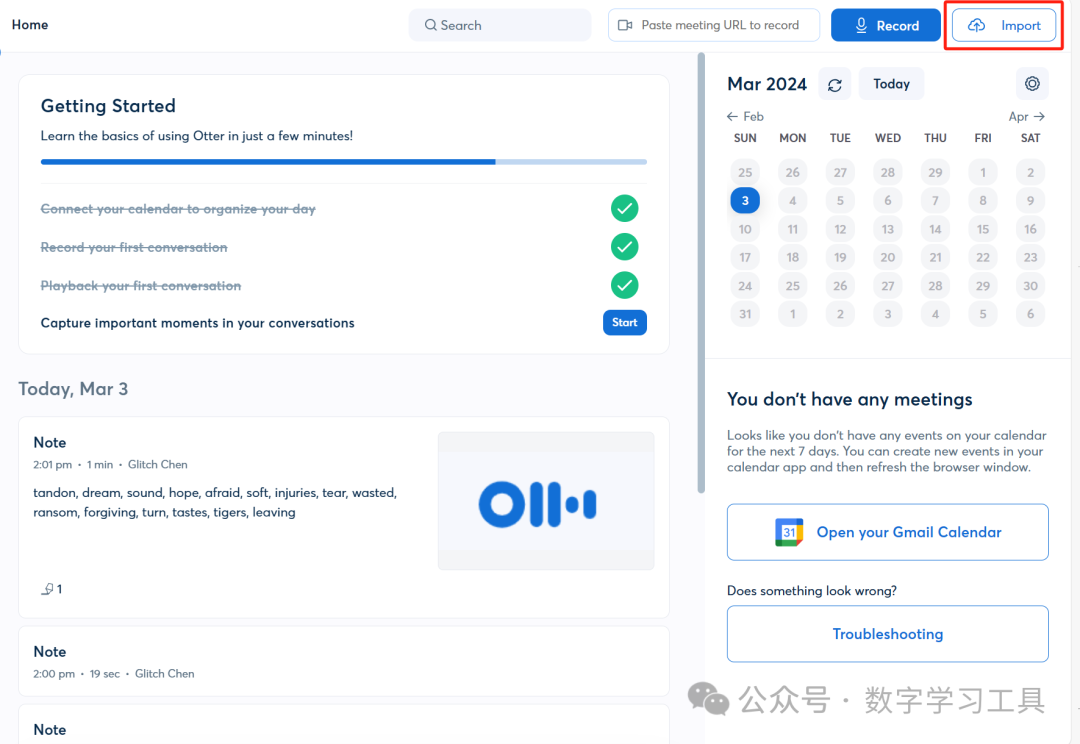 Home
Search
Paste meeting URL to record
Record
Import
Getting Started
Learn the basics of using Otter in just a few minutes!
Connect your calendar to organize your day
Record your first conversation
Playback your first conversation
Capture important moments in your conversations
Start
Today, Mar 3
Note
2:01 pm · 1 min · Glitch Chen
tandon, dream, sound, hope, afraid, soft, injuries, tear, wasted,
ransom, forgiving, turn, tastes, tigers, leaving
1
Note
2:00 pm · 19 sec · Glitch Chen
Note
Mar 2024
Today
← Feb
Apr →
SUN MON TUE WED THU FRI SAT
25 26 27 28 29 1 2
3 4 5 6 7 8 9
10 11 12 13 14 15 16
17 18 19 20 21 22 23
24 25 26 27 28 29 30
31 1 2 3 4 5 6
You don't have any meetings
Looks like you don't have any events on your calendar
for the next 7 days. You can create new events in your
calendar app and then refresh the browser window.
31
Open your Gmail Calendar
Does something look wrong?
Troubleshooting
公众号 · 数字学习工具